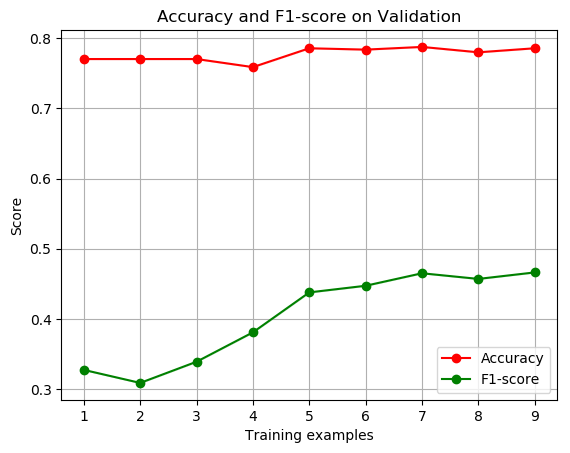 Accuracy and F1-score on Validation
0.8
0.7
0.6
0.5
0.4
0.3
Score
1 2 3 4 5 6 7 8 9
Training examples
Accuracy
F1-score